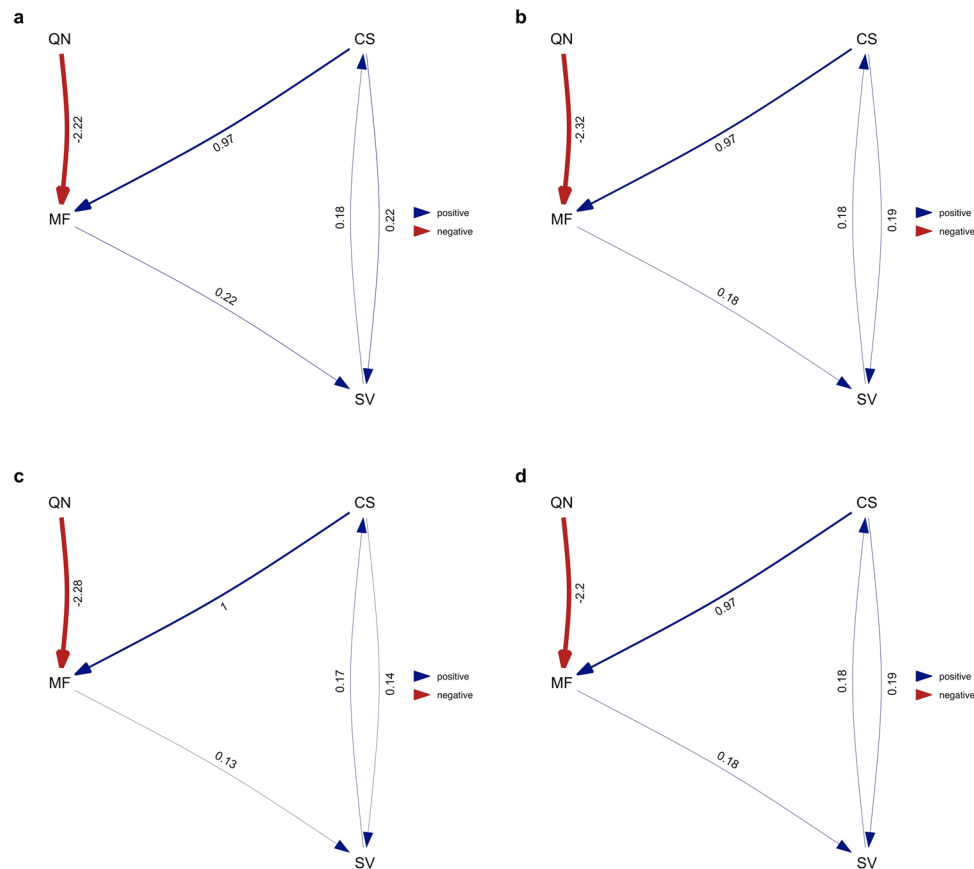 a
QN
CS
-2.22
0.97
MF
0.18
0.22
positive
negative
0.22
SV
b
QN
CS
-2.32
0.97
MF
0.18
0.19
positive
negative
0.18
SV
c
QN
CS
-2.28
1
MF
0.17
0.14
positive
negative
0.13
SV
d
QN
CS
-2.2
0.97
MF
0.18
0.19
positive
negative
0.18
SV